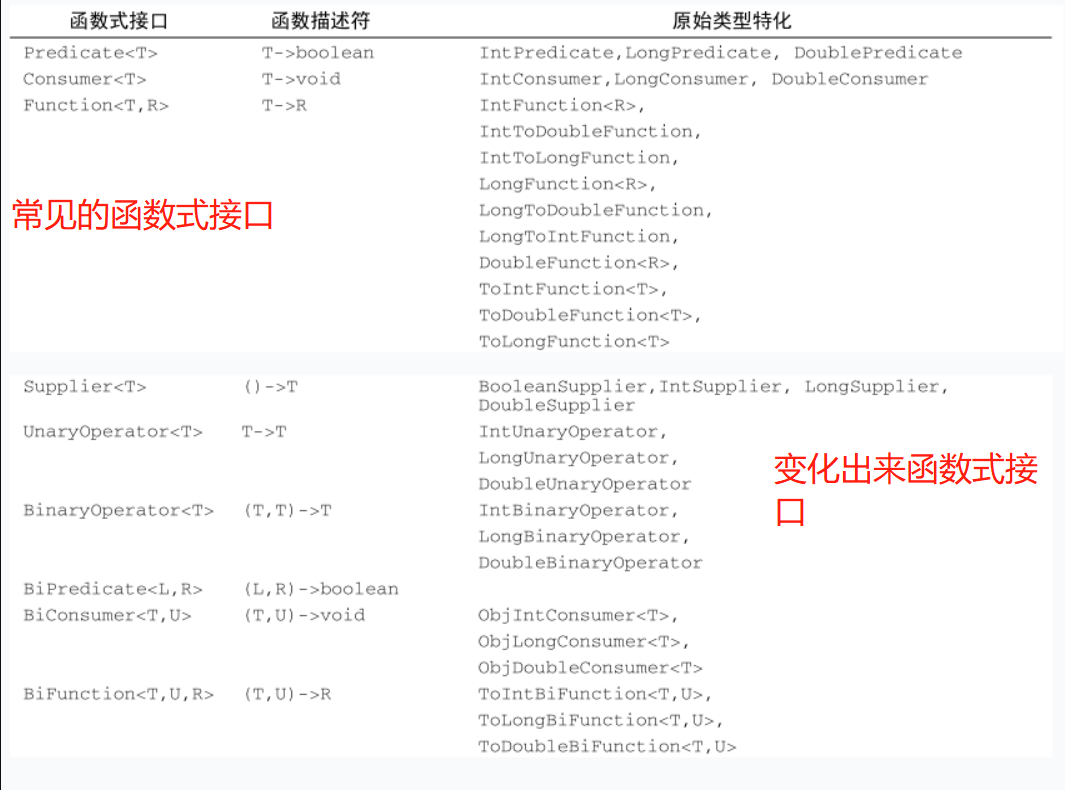 函数式接口 函数描述符 原始类型特化
Predicate<T> T->boolean IntPredicate,LongPredicate, DoublePredicate
Consumer<T> T->void IntConsumer,LongConsumer, DoubleConsumer
Function<T,R> T->R IntFunction<R>,
IntToDoubleFunction,
IntToLongFunction,
LongFunction<R>,
常见的函数式接口
LongToDoubleFunction,
LongToIntFunction,
DoubleFunction<R>,
ToIntFunction<T>,
ToDoubleFunction<T>,
ToLongFunction<T>
Supplier<T> ()->T BooleanSupplier,IntSupplier, LongSupplier,
DoubleSupplier
UnaryOperator<T> T->T IntUnaryOperator,
LongUnaryOperator,
DoubleUnaryOperator
变化出来函数式接
口
BinaryOperator<T> (T,T)->T IntBinaryOperator,
LongBinaryOperator,
DoubleBinaryOperator
BiPredicate<L,R> (L,R)->boolean
BiConsumer<T,U> (T,U)->void ObjIntConsumer<T>,
ObjLongConsumer<T>,
ObjDoubleConsumer<T>
BiFunction<T,U,R> (T,U)->R ToIntBiFunction<T,U>,
ToLongBiFunction<T,U>,
ToDoubleBiFunction<T,U>